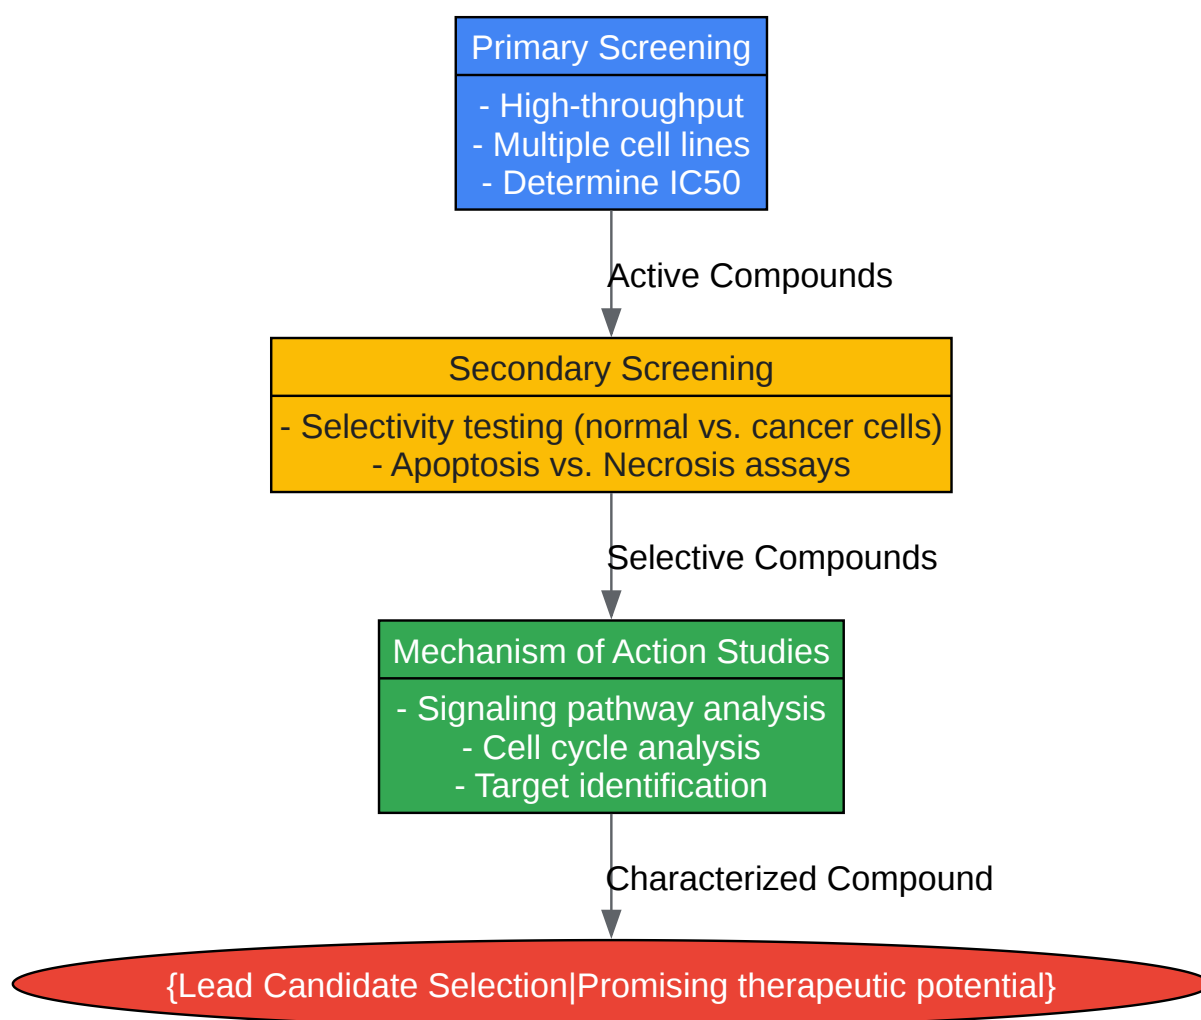 Primary Screening
- High-throughput
- Multiple cell lines
- Determine IC50
Active Compounds
Secondary Screening
- Selectivity testing (normal vs. cancer cells)
- Apoptosis vs. Necrosis assays
Selective Compounds
Mechanism of Action Studies
- Signaling pathway analysis
- Cell cycle analysis
- Target identification
Characterized Compound
{Lead Candidate Selection|Promising therapeutic potential}